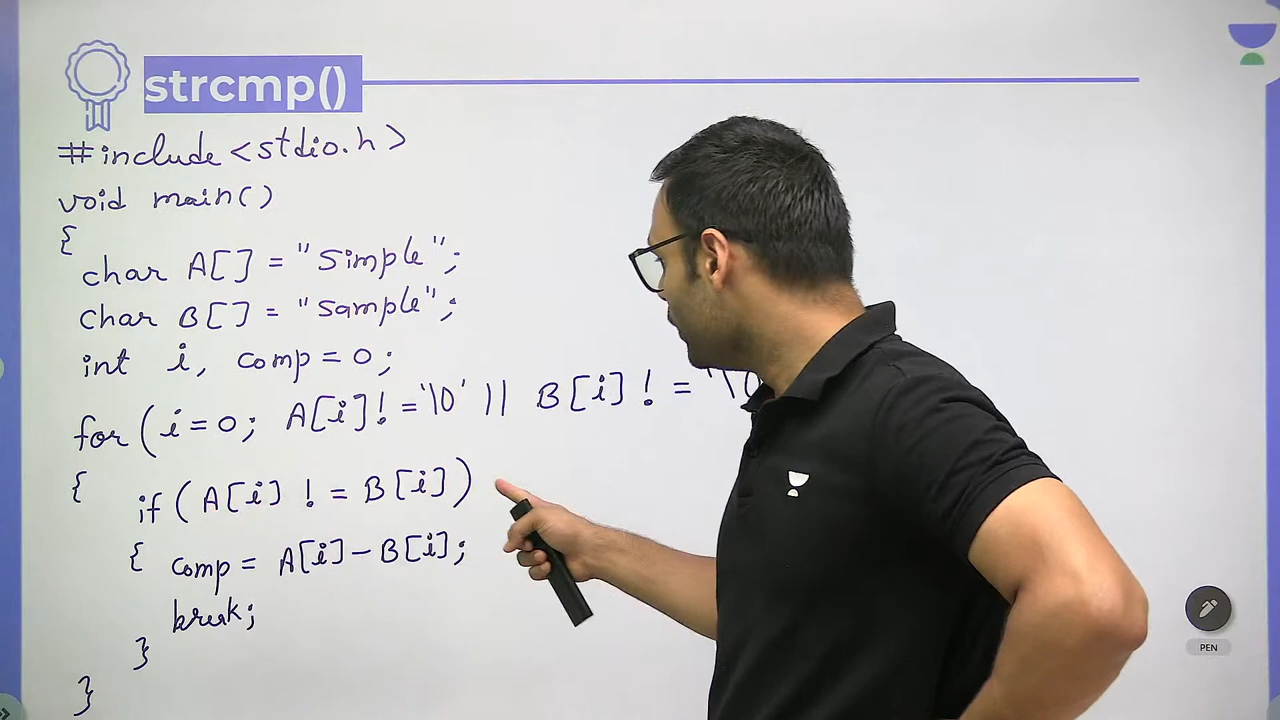 strcmp()
#include <stdio.h>
void main()
{
char A[] = "Simple";
char B[] = "Sample";
int i, comp = 0;
for (i = 0; A[i] != '\0' || B[i] != '\0
{ if (A[i] != B[i])
{ comp = A[i] - B[i];
break;
}
}
PEN